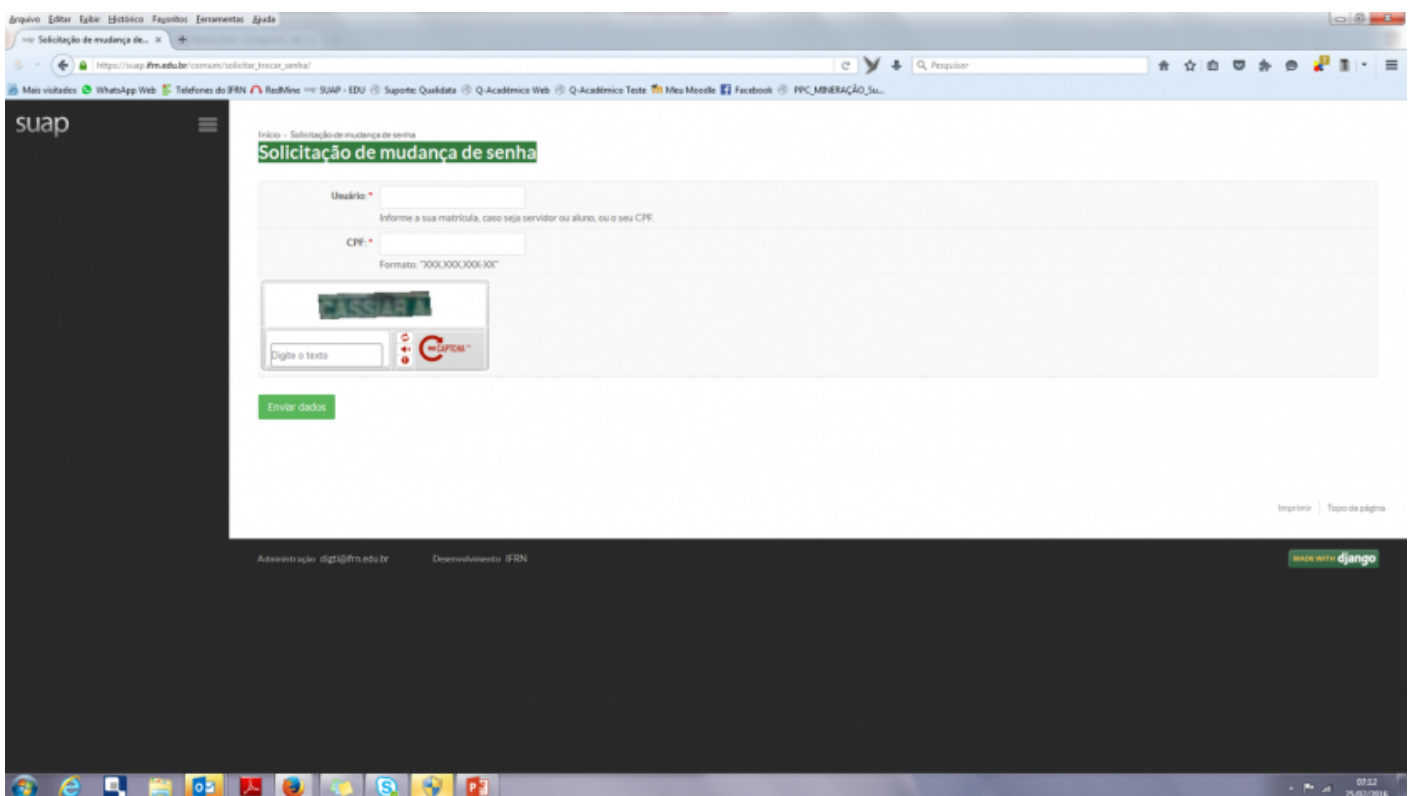 Arquivo Editar Exibir Histórico Favoritos Ferramentas Ajuda
Solicitação de mudança de... × +
https://suap.ifrn.edu.br/comum/solicitar_trocar_senha/
Pesquisar
Mais visitados WhatsApp Web Telefones do IFRN RedMine SUAP - EDU Suporte Qualidata Q-Acadêmico Web Q-Acadêmico Teste Meu Moodle Facebook PPC_MINERAÇÃO_Su...
suap
Início » Solicitação de mudança de senha
Solicitação de mudança de senha
Usuário: *
Informe a sua matrícula, caso seja servidor ou aluno, ou o seu CPF.
CPF: *
Formato: "XXX.XXX.XXX-XX"
Digite o texto
CAPTCHA
Enviar dados
Imprimir Topo da página
Administração digti@ifrn.edu.br Desenvolvimento IFRN
MADE WITH django
07:12
25/02/2016